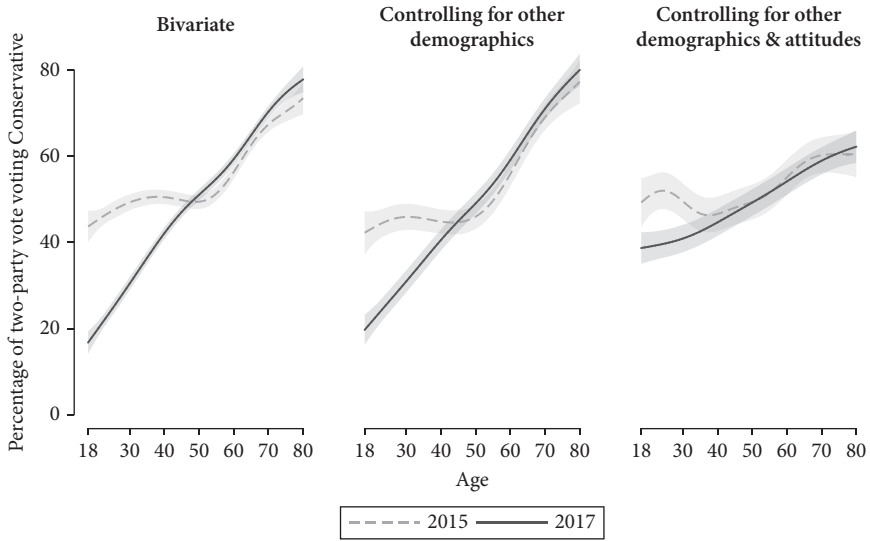 Bivariate
Controlling for other
demographics
Controlling for other
demographics & attitudes
Percentage of two-party vote voting Conservative
80
60
40
20
0
18 30 40 50 60 70 80
18 30 40 50 60 70 80
18 30 40 50 60 70 80
Age
2015 2017